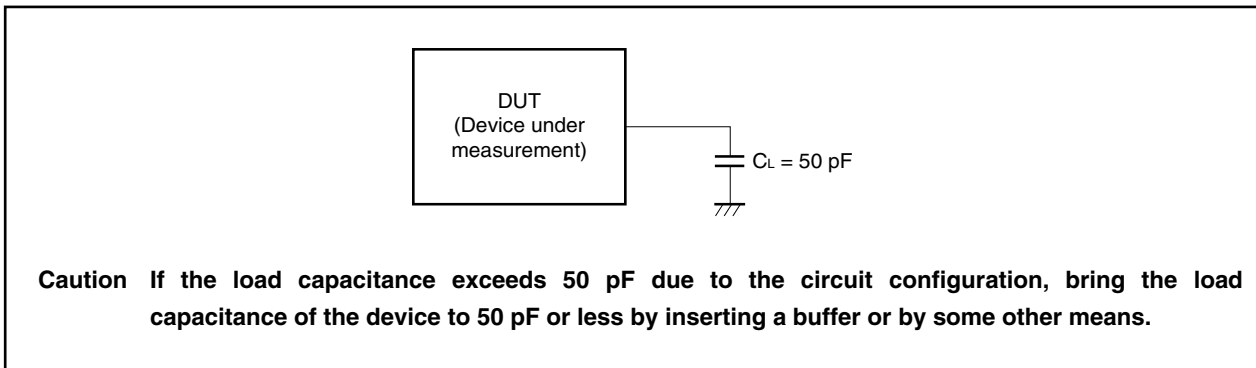 DUT
(Device under
measurement)
CL = 50 pF
Caution If the load capacitance exceeds 50 pF due to the circuit configuration, bring the load
capacitance of the device to 50 pF or less by inserting a buffer or by some other means.